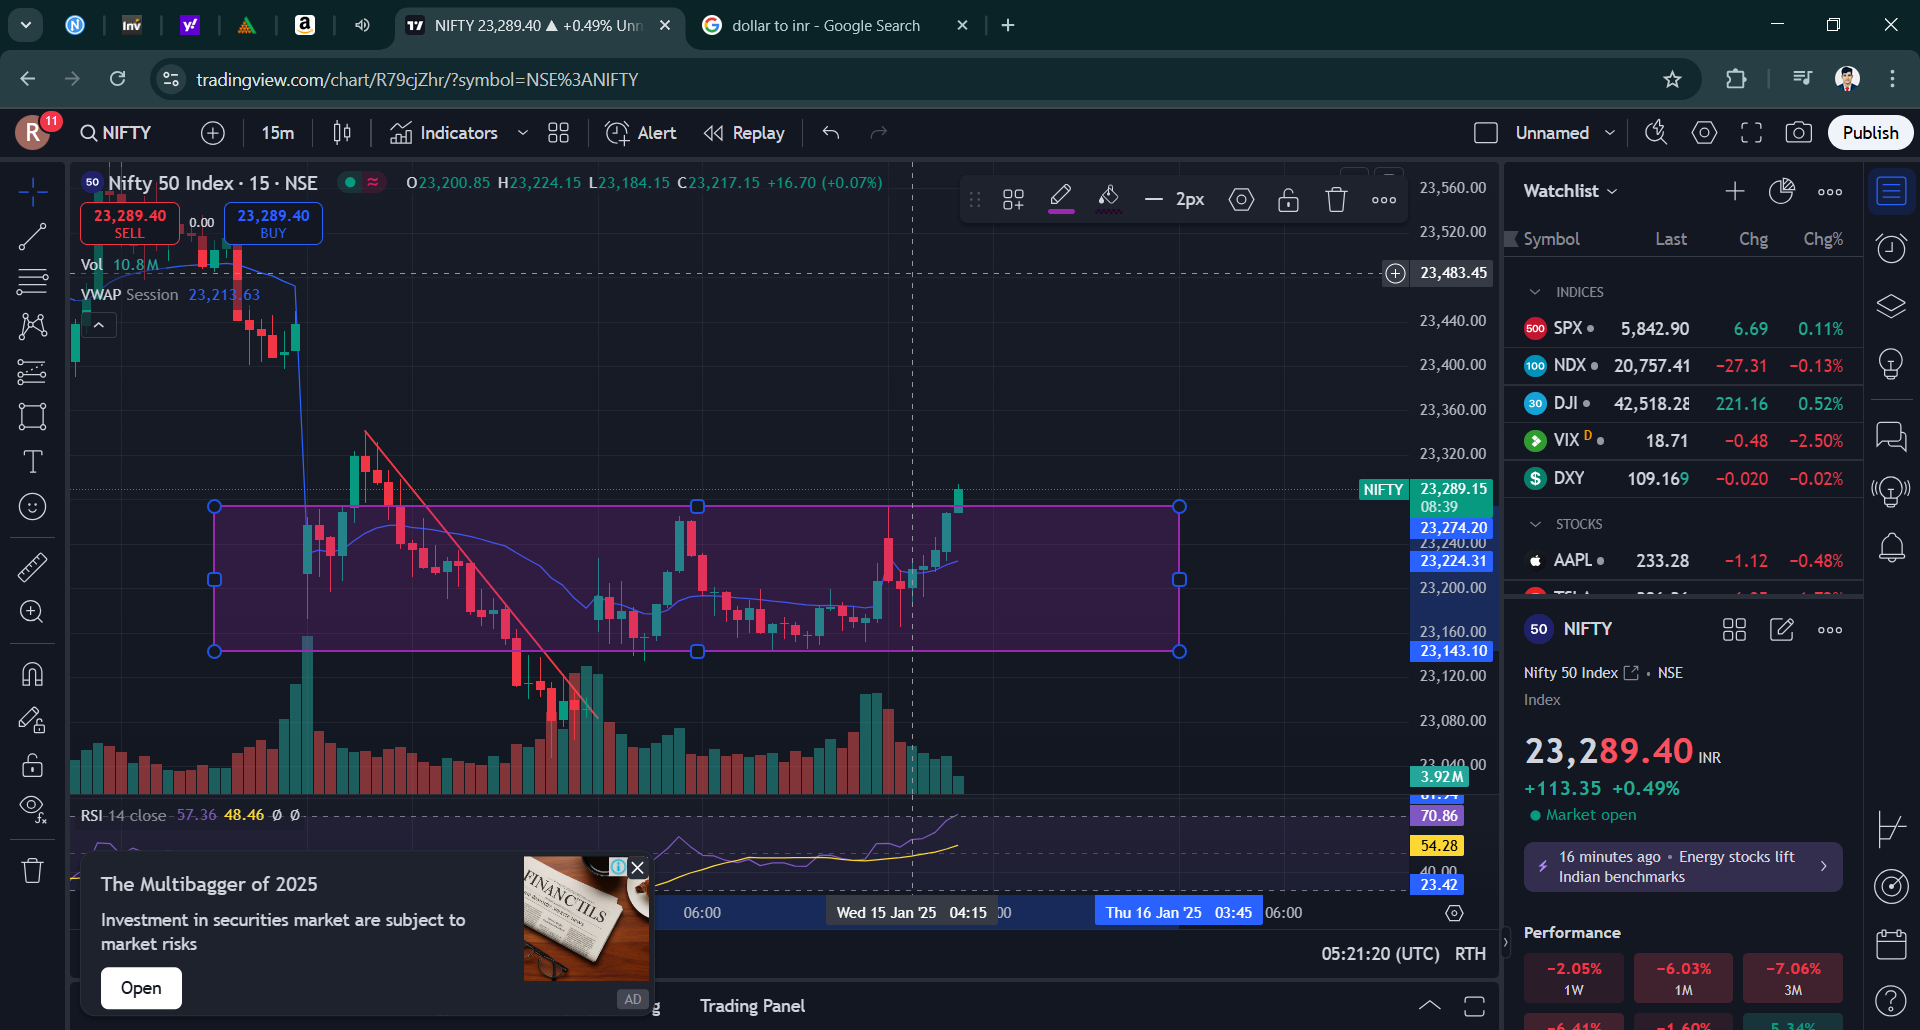 NIFTY 23,289.40 ▲ +0.49% Unn
dollar to inr - Google Search
tradingview.com/chart/R79cjZhr/?symbol=NSE%3ANIFTY
R 11 NIFTY 15m Indicators Alert Replay Unnamed Publish
50 Nifty 50 Index · 15 · NSE O23,200.85 H23,224.15 L23,184.15 C23,217.15 +16.70 (+0.07%)
23,289.40 SELL
0.00
23,289.40 BUY
Vol 10.8M
VWAP Session 23,213.63
2px
23,560.00
23,520.00
23,483.45
23,440.00
23,400.00
23,360.00
23,320.00
NIFTY 23,289.15
08:39
23,274.20
23,240.00
23,224.31
23,200.00
23,160.00
23,143.10
23,120.00
23,080.00
23,040.00
3.92M
RSI 14 close 57.36 48.46 Ø Ø
81.94
70.86
54.28
40.00
23.42
06:00
Wed 15 Jan '25 04:15
Thu 16 Jan '25 03:45
06:00
05:21:20 (UTC) RTH
Trading Panel
The Multibagger of 2025
Investment in securities market are subject to
market risks
Open
FINANC
AD
Watchlist
Symbol Last Chg Chg%
INDICES
500 SPX 5,842.90 6.69 0.11%
100 NDX 20,757.41 −27.31 −0.13%
30 DJI 42,518.28 221.16 0.52%
VIX D 18.71 −0.48 −2.50%
$ DXY 109.169 −0.020 −0.02%
STOCKS
AAPL 233.28 −1.12 −0.48%
50 NIFTY
Nifty 50 Index • NSE
Index
23,289.40 INR
+113.35 +0.49%
Market open
16 minutes ago • Energy stocks lift
Indian benchmarks
Performance
−2.05% −6.03% −7.06%
1W 1M 3M
−6.41% −1.60% 5.34%